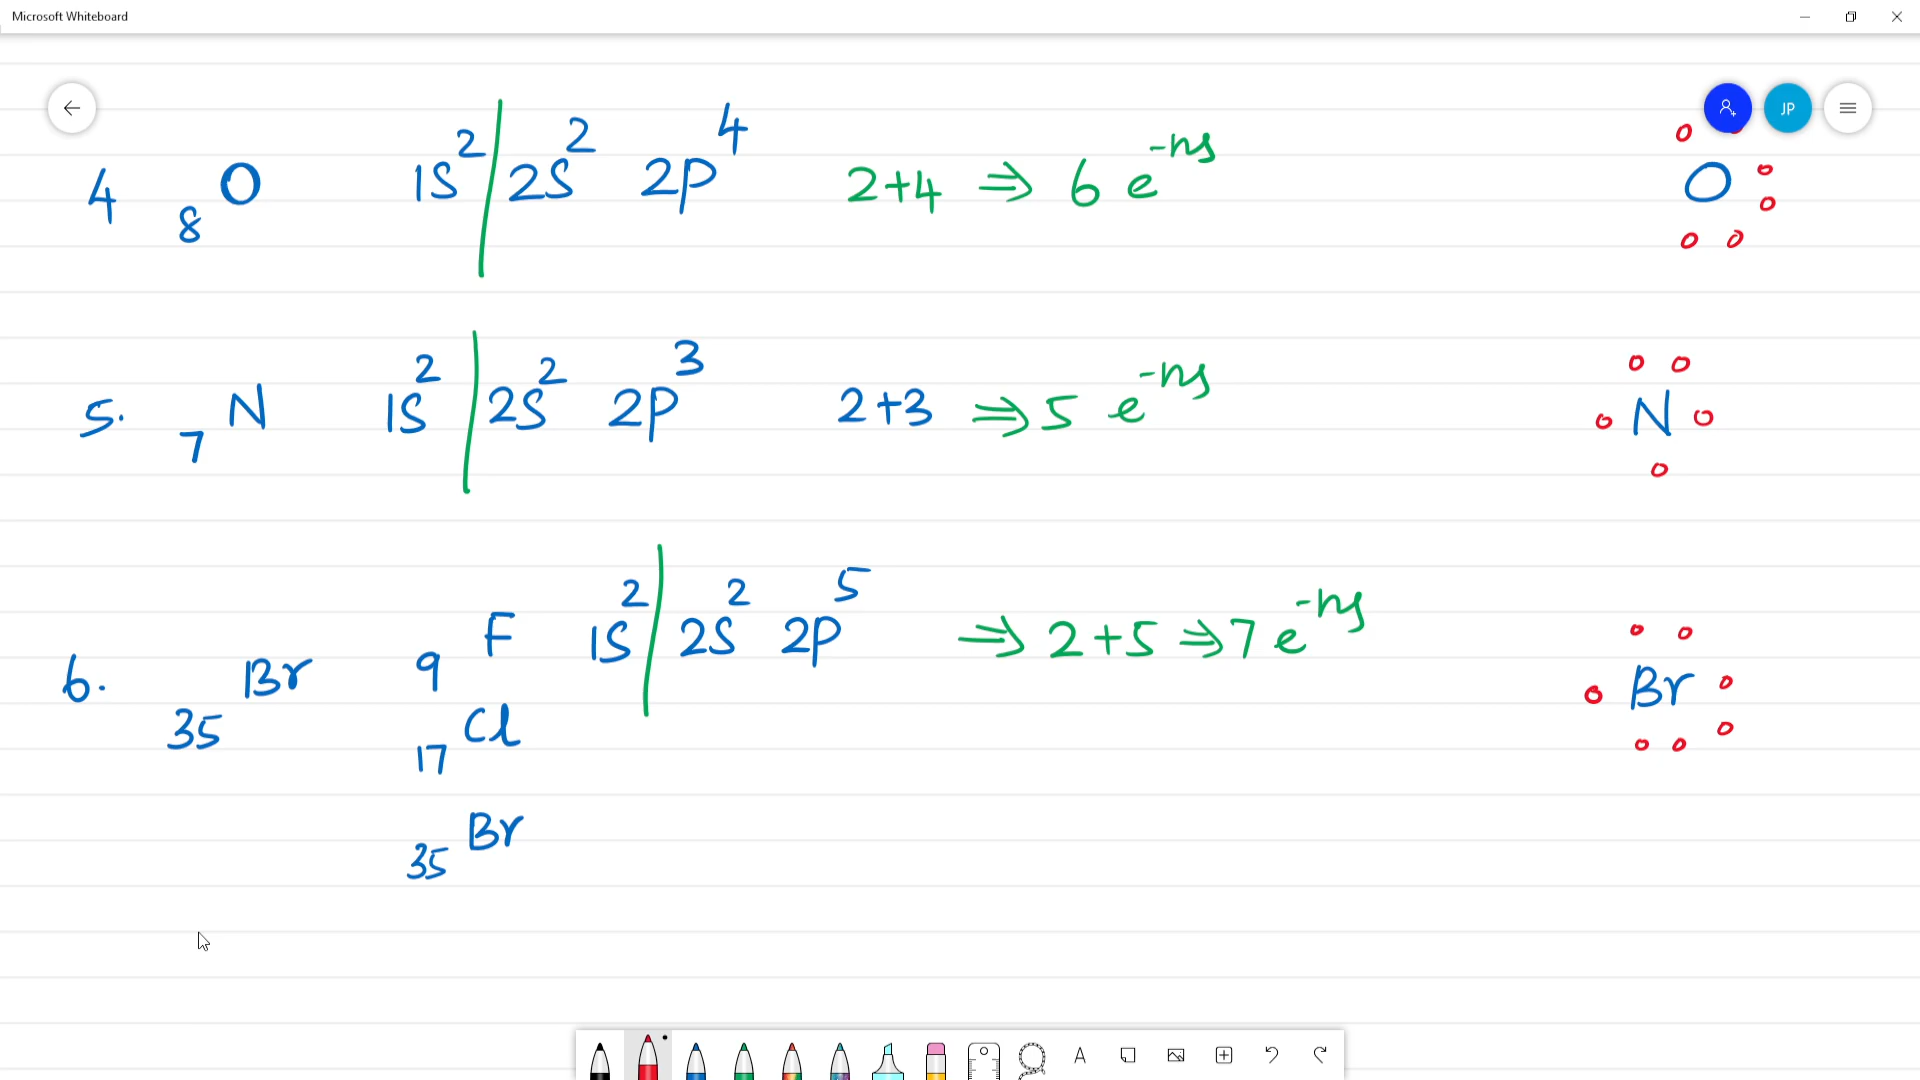 Microsoft Whiteboard
JP
4 ₈O 1S² 2S² 2P⁴ 2+4 ⇒ 6 e⁻ⁿˢ O
5. ₇N 1S² 2S² 2P³ 2+3 ⇒ 5 e⁻ⁿˢ N
6. ₃₅Br ₉F 1S² 2S² 2P⁵ ⇒ 2+5 ⇒ 7 e⁻ⁿˢ Br
₁₇Cl
₃₅Br
A